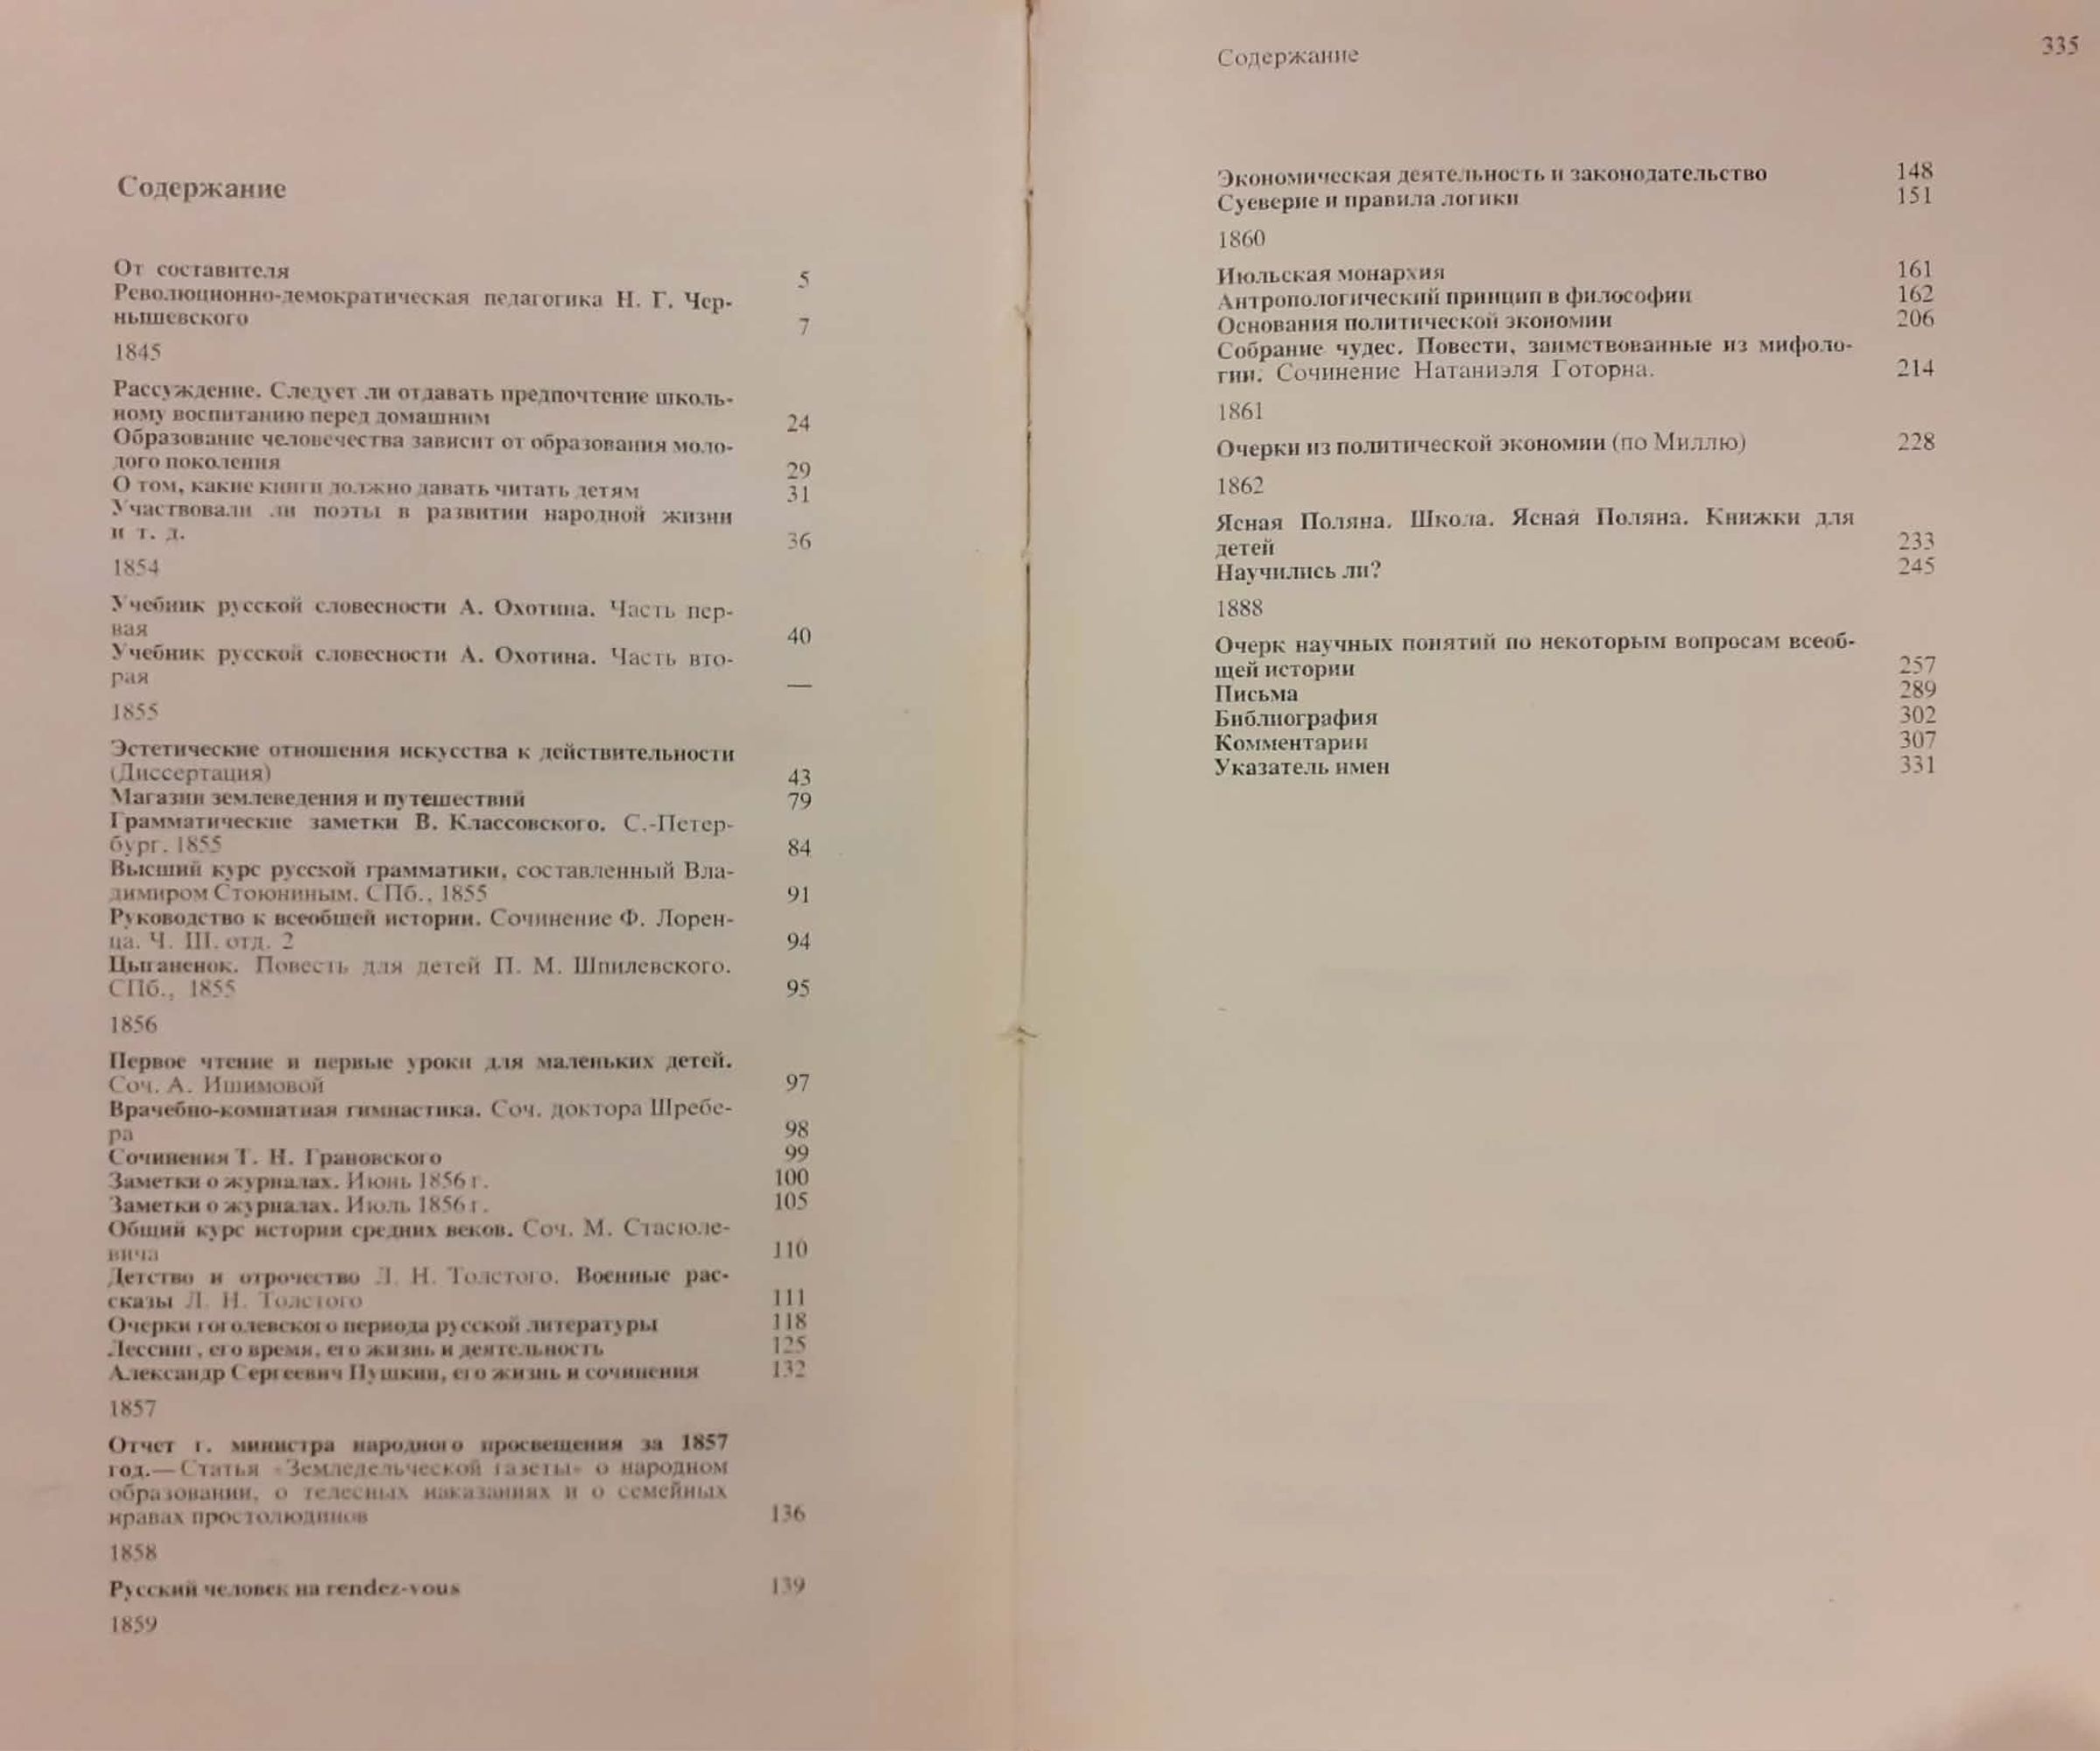 Содержание
От составителя 5
Революционно-демократическая педагогика Н. Г. Чер-
нышевского 7
1845
Рассуждение. Следует ли отдавать предпочтение школь-
ному воспитанию перед домашним 24
Образование человечества зависит от образования моло-
дого поколения 29
О том, какие книги должно давать читать детям 31
Участвовали ли поэты в развитии народной жизни
и т. д. 36
1854
Учебник русской словесности А. Охотина. Часть пер-
вая 40
Учебник русской словесности А. Охотина. Часть вто-
рая —
1855
Эстетические отношения искусства к действительности
(Диссертация) 43
Магазин землеведения и путешествий 79
Грамматические заметки В. Классовского. С.-Петер-
бург. 1855 84
Высший курс русской грамматики, составленный Вла-
димиром Стоюниным. СПб., 1855 91
Руководство к всеобщей истории. Сочинение Ф. Лорен-
ца. Ч. III. отд. 2 94
Цыганенок. Повесть для детей П. М. Шпилевского.
СПб., 1855 95
1856
Первое чтение и первые уроки для маленьких детей.
Соч. А. Ишимовой 97
Врачебно-комнатная гимнастика. Соч. доктора Шребе-
ра 98
Сочинения Т. Н. Грановского 99
Заметки о журналах. Июнь 1856 г. 100
Заметки о журналах. Июль 1856 г. 105
Общий курс истории средних веков. Соч. М. Стасюле-
вича 110
Детство и отрочество Л. Н. Толстого. Военные рас-
сказы Л. Н. Толстого 111
Очерки гоголевского периода русской литературы 118
Лессинг, его время, его жизнь и деятельность 125
Александр Сергеевич Пушкин, его жизнь и сочинения 132
1857
Отчет г. министра народного просвещения за 1857
год.— Статья «Земледельческой газеты» о народном
образовании, о телесных наказаниях и о семейных
нравах простолюдинов 136
1858
Русский человек на rendez-vous 139
1859
Содержание 335
Экономическая деятельность и законодательство 148
Суеверие и правила логики 151
1860
Июльская монархия 161
Антропологический принцип в философии 162
Основания политической экономии 206
Собрание чудес. Повести, заимствованные из мифоло-
гии. Сочинение Натаниэля Готорна. 214
1861
Очерки из политической экономии (по Миллю) 228
1862
Ясная Поляна. Школа. Ясная Поляна. Книжки для
детей 233
Научились ли? 245
1888
Очерк научных понятий по некоторым вопросам всеоб-
щей истории 257
Письма 289
Библиография 302
Комментарии 307
Указатель имен 331